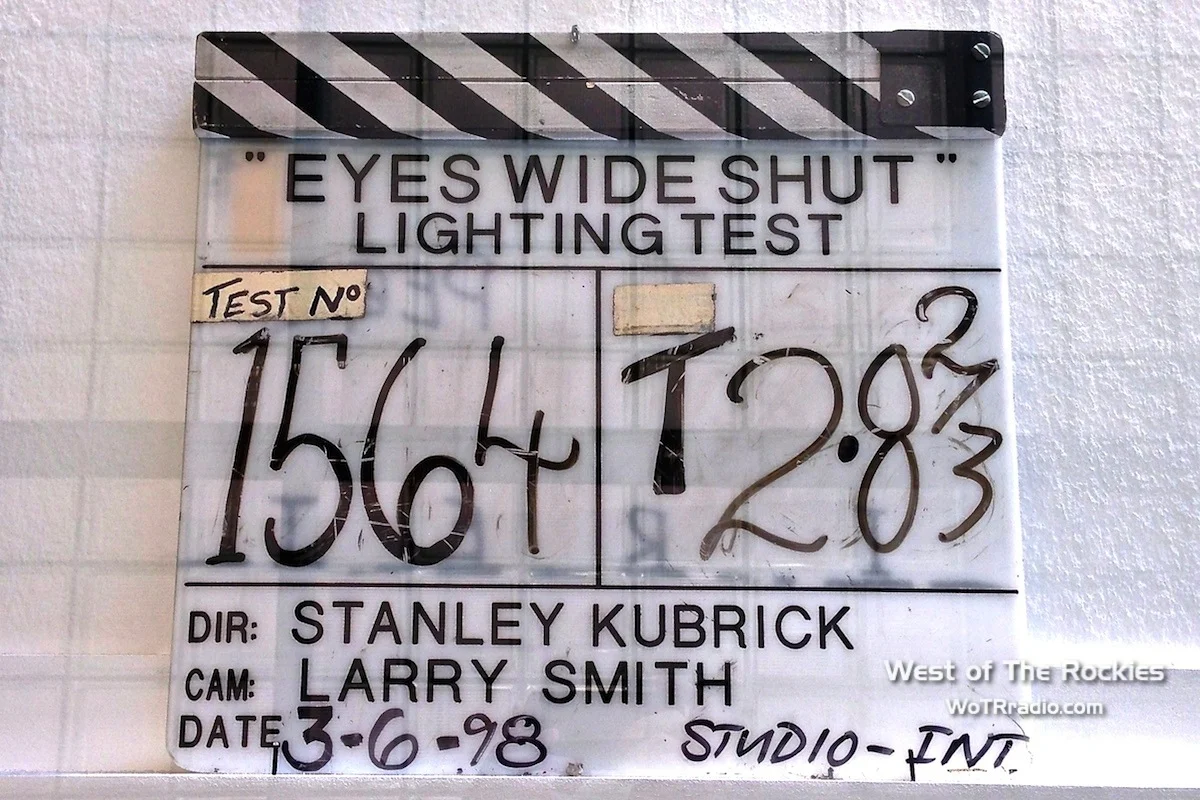 " EYES WIDE SHUT "
LIGHTING TEST
TEST Nº
1564
T2.8 2/3
DIR: STANLEY KUBRICK
CAM: LARRY SMITH
DATE 3-6-98 STUDIO-INT
West of The Rockies
WoTRradio.com